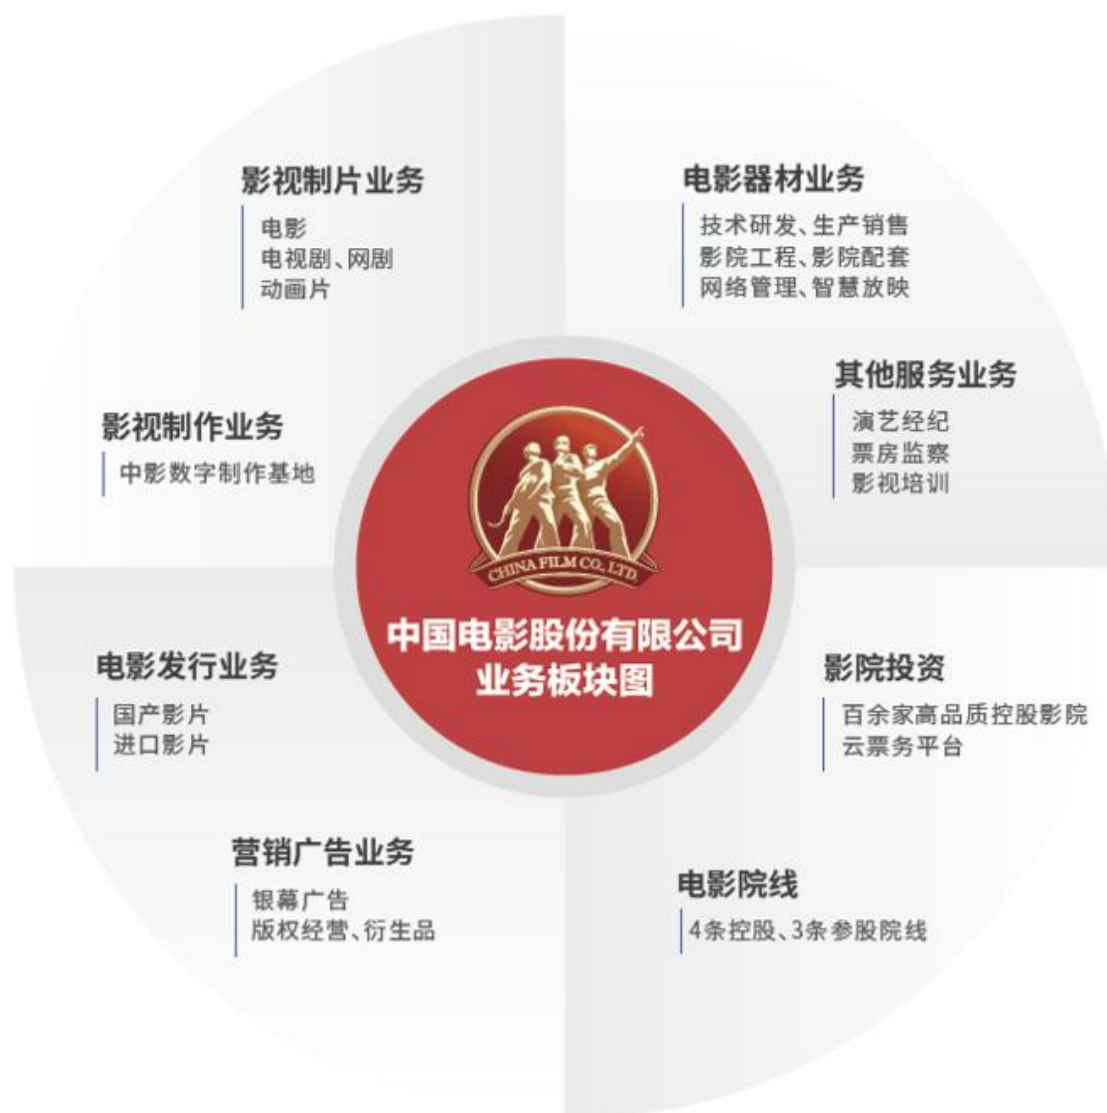 影视制片业务
电影
电视剧、网剧
动画片
电影器材业务
技术研发、生产销售
影院工程、影院配套
网络管理、智慧放映
其他服务业务
演艺经纪
票房监察
影视培训
影视制作业务
中影数字制作基地
CHINA FILM CO., LTD.
中国电影股份有限公司
业务板块图
电影发行业务
国产影片
进口影片
影院投资
百余家高品质控股影院
云票务平台
营销广告业务
银幕广告
版权经营、衍生品
电影院线
4条控股、3条参股院线